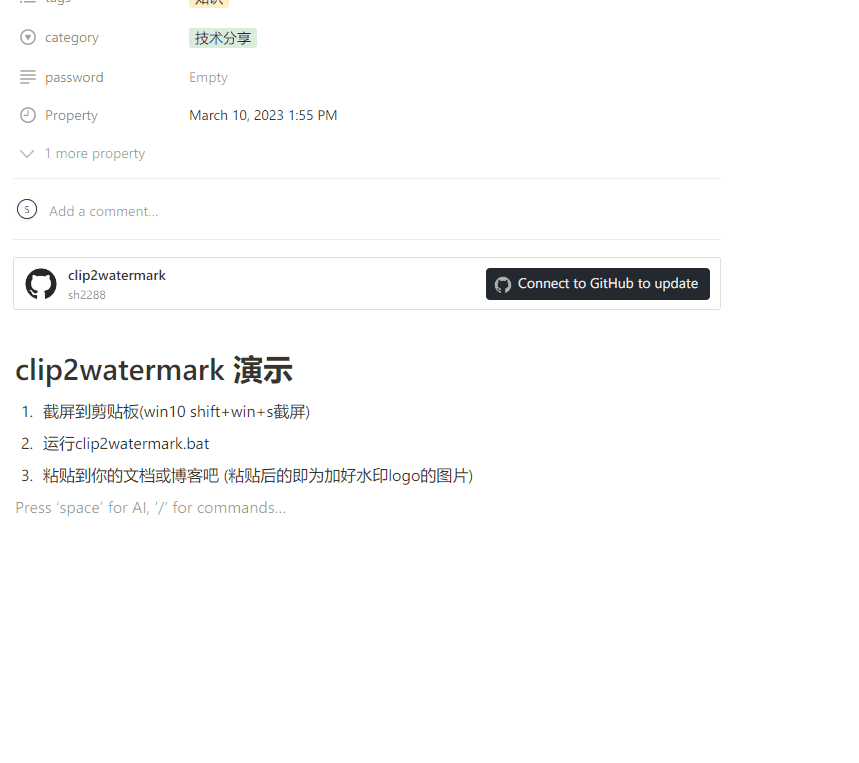 tags
知识
category
技术分享
password
Empty
Property
March 10, 2023 1:55 PM
1 more property
S
Add a comment...
clip2watermark
sh2288
Connect to GitHub to update
clip2watermark 演示
1. 截屏到剪贴板(win10 shift+win+s截屏)
2. 运行clip2watermark.bat
3. 粘贴到你的文档或博客吧 (粘贴后的即为加好水印logo的图片)
Press ‘space’ for AI, ‘/’ for commands...